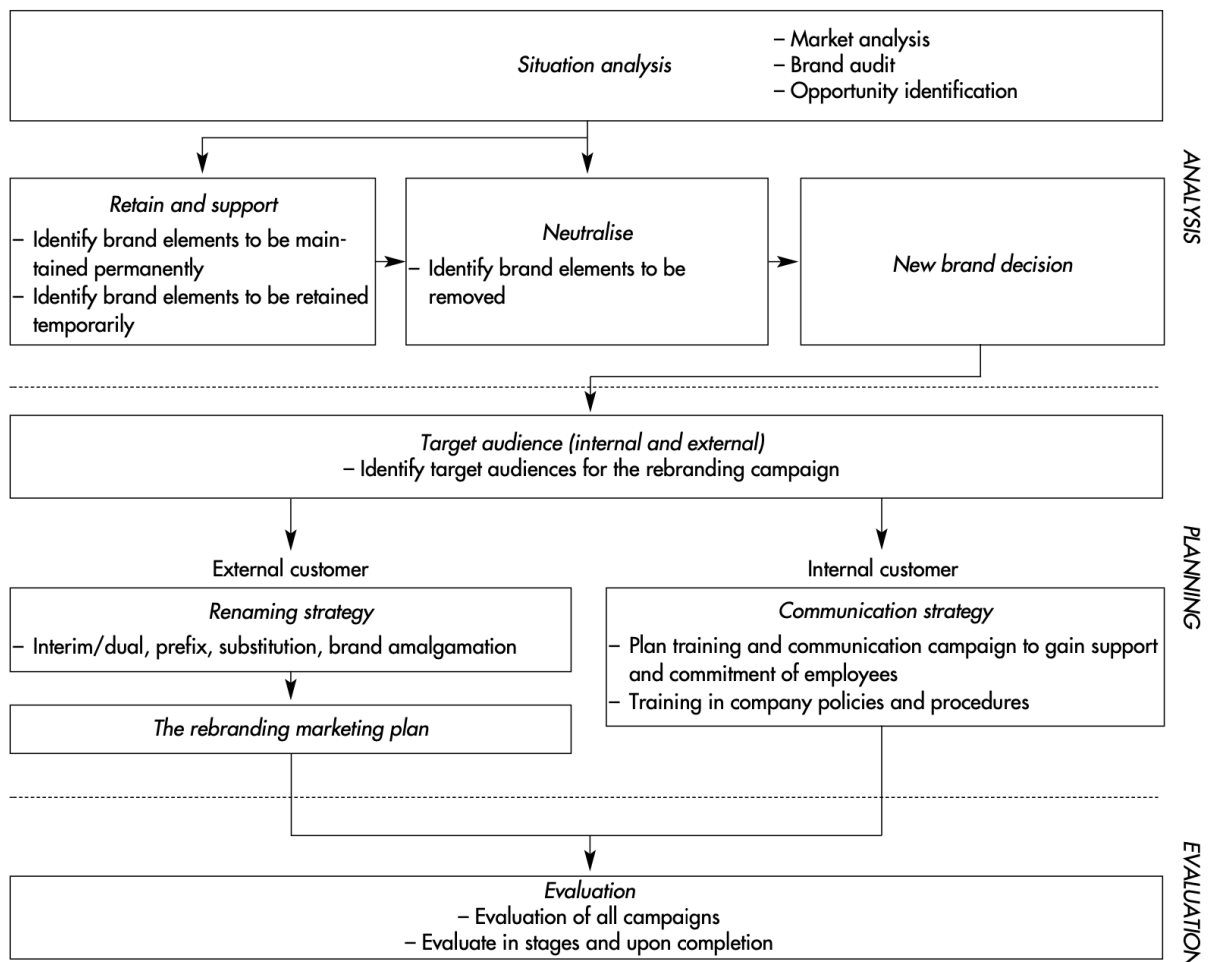 Situation analysis
– Market analysis
– Brand audit
– Opportunity identification
ANALYSIS
Retain and support
– Identify brand elements to be main-
tained permanently
– Identify brand elements to be retained
temporarily
Neutralise
– Identify brand elements to be
removed
New brand decision
Target audience (internal and external)
– Identify target audiences for the rebranding campaign
PLANNING
External customer
Renaming strategy
– Interim/dual, prefix, substitution, brand amalgamation
The rebranding marketing plan
Internal customer
Communication strategy
– Plan training and communication campaign to gain support
and commitment of employees
– Training in company policies and procedures
EVALUATION
Evaluation
– Evaluation of all campaigns
– Evaluate in stages and upon completion